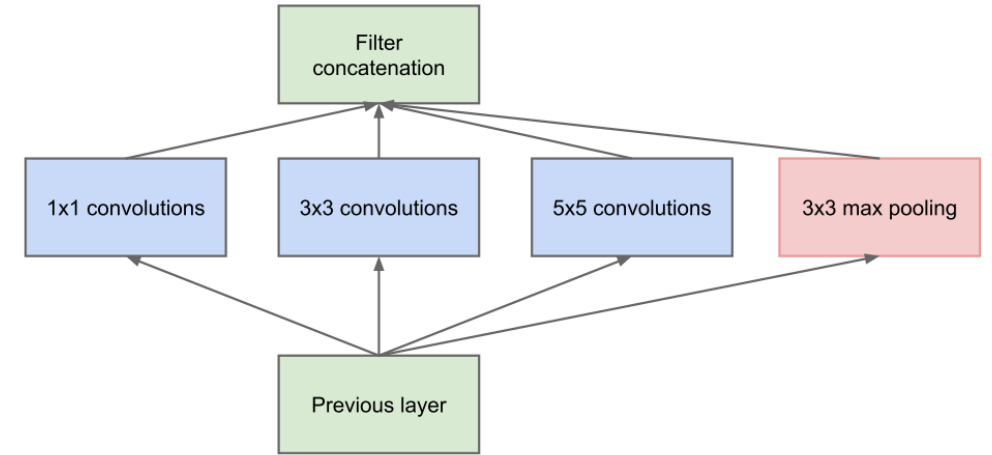 Filter
concatenation
1x1 convolutions
3x3 convolutions
5x5 convolutions
3x3 max pooling
Previous layer